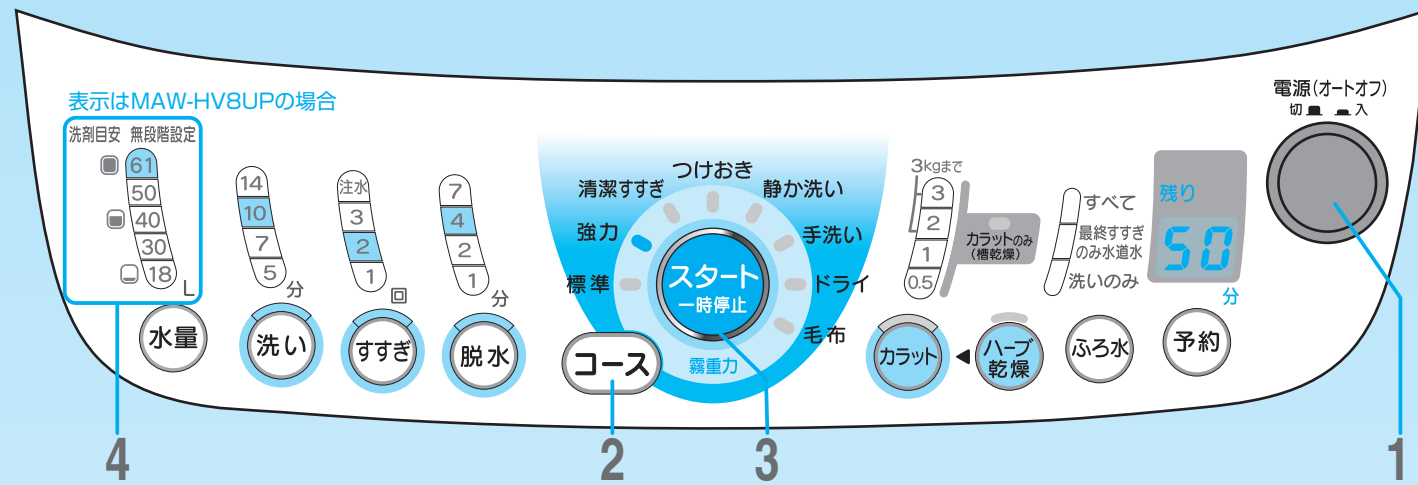 表示はMAW-HV8UPの場合
洗剤目安 無段階設定
61
50
40
30
18
L
水量
14
10
7
5
分
洗い
注水
3
2
1
回
すすぎ
7
4
2
1
分
脱水
つけおき
清潔すすぎ
静か洗い
強力
手洗い
標準
ドライ
毛布
スタート
一時停止
霧重力
コース
3kgまで
3
2
1
0.5
カラットのみ
(槽乾燥)
カラット
ハーブ
乾燥
すべて
最終すすぎ
のみ水道水
洗いのみ
ふろ水
残り
50
分
予約
電源(オートオフ)
切 入
4
2
3
1